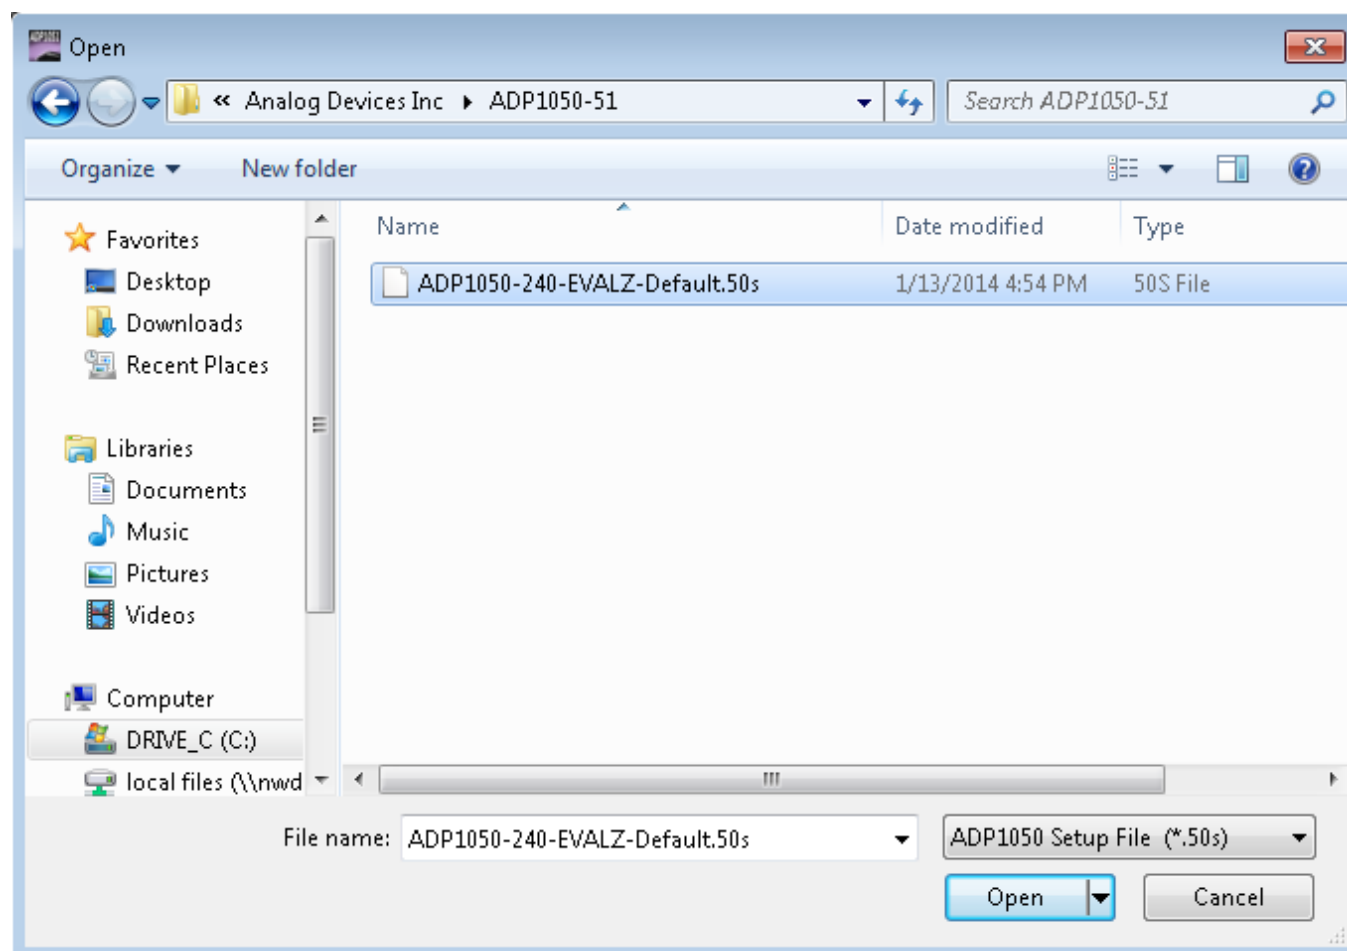 Open
« Analog Devices Inc ▸ ADP1050-51
Search ADP1050-51
Organize
New folder
Name
Date modified
Type
Favorites
Desktop
Downloads
Recent Places
Libraries
Documents
Music
Pictures
Videos
Computer
DRIVE_C (C:)
local files (\\nwd
ADP1050-240-EVALZ-Default.50s
1/13/2014 4:54 PM
50S File
File name:
ADP1050-240-EVALZ-Default.50s
ADP1050 Setup File (*.50s)
Open
Cancel